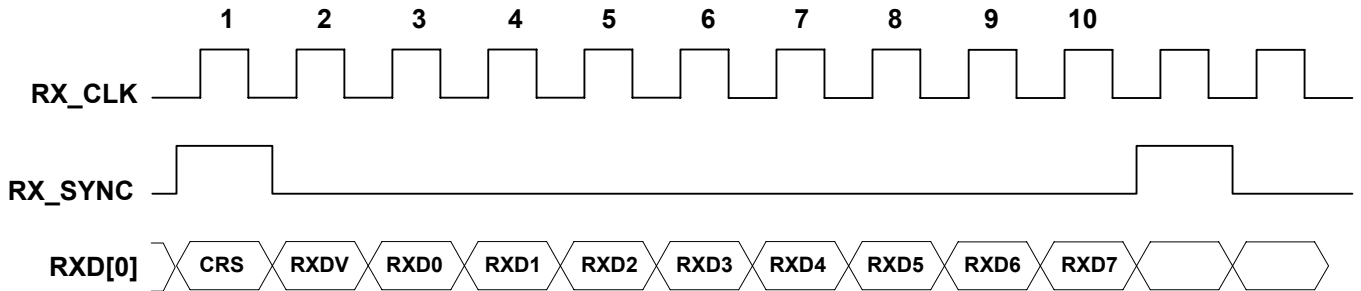 1 2 3 4 5 6 7 8 9 10
RX_CLK
RX_SYNC
RXD[0] CRS RXDV RXD0 RXD1 RXD2 RXD3 RXD4 RXD5 RXD6 RXD7